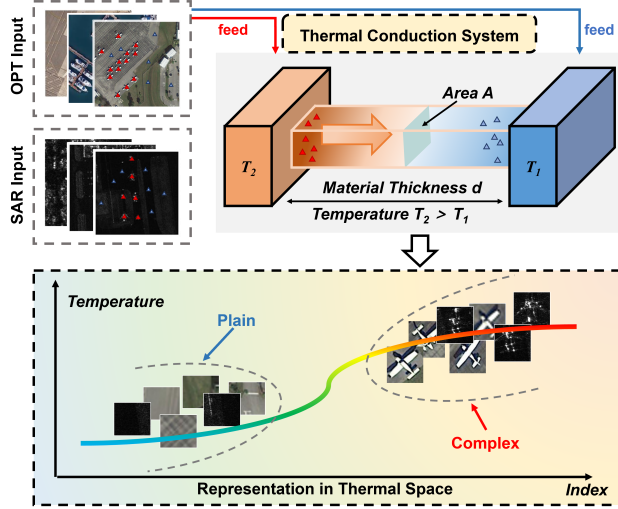 OPT Input
SAR Input
feed
Thermal Conduction System
feed
Area A
T2
T1
Material Thickness d
Temperature T2 > T1
Temperature
Plain
Complex
Representation in Thermal Space
Index